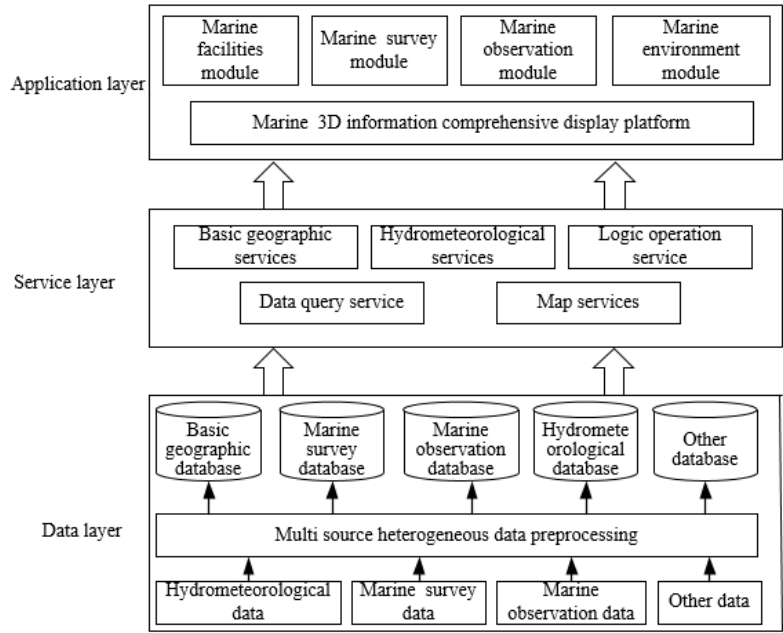 Marine
facilities
module
Marine survey
module
Marine
observation
module
Marine
environment
module
Application layer
Marine 3D information comprehensive display platform
Basic geographic
services
Hydrometeorological
services
Logic operation
service
Service layer
Data query service
Map services
Basic
geographic
database
Marine
survey
database
Marine
observation
database
Hydromete
orological
database
Other
database
Data layer
Multi source heterogeneous data preprocessing
Hydrometeorological
data
Marine survey
data
Marine
observation data
Other data